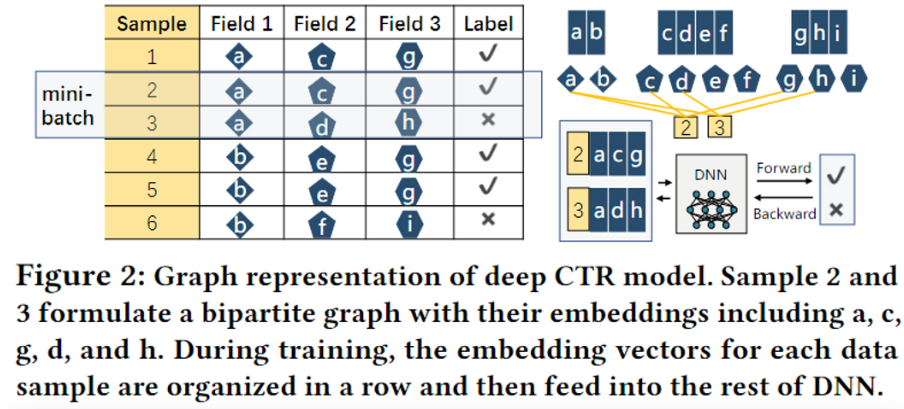 Sample Field 1 Field 2 Field 3 Label
1 a c g ✓
mini-batch
2 a c g ✓
3 a d h ×
4 b e g ✓
5 b e g ✓
6 b f i ×
a b c d e f g h i
a b c d e f g h i
2 3
2 a c g
3 a d h
DNN
Forward
Backward
✓
×
Figure 2: Graph representation of deep CTR model. Sample 2 and
3 formulate a bipartite graph with their embeddings including a, c,
g, d, and h. During training, the embedding vectors for each data
sample are organized in a row and then feed into the rest of DNN.